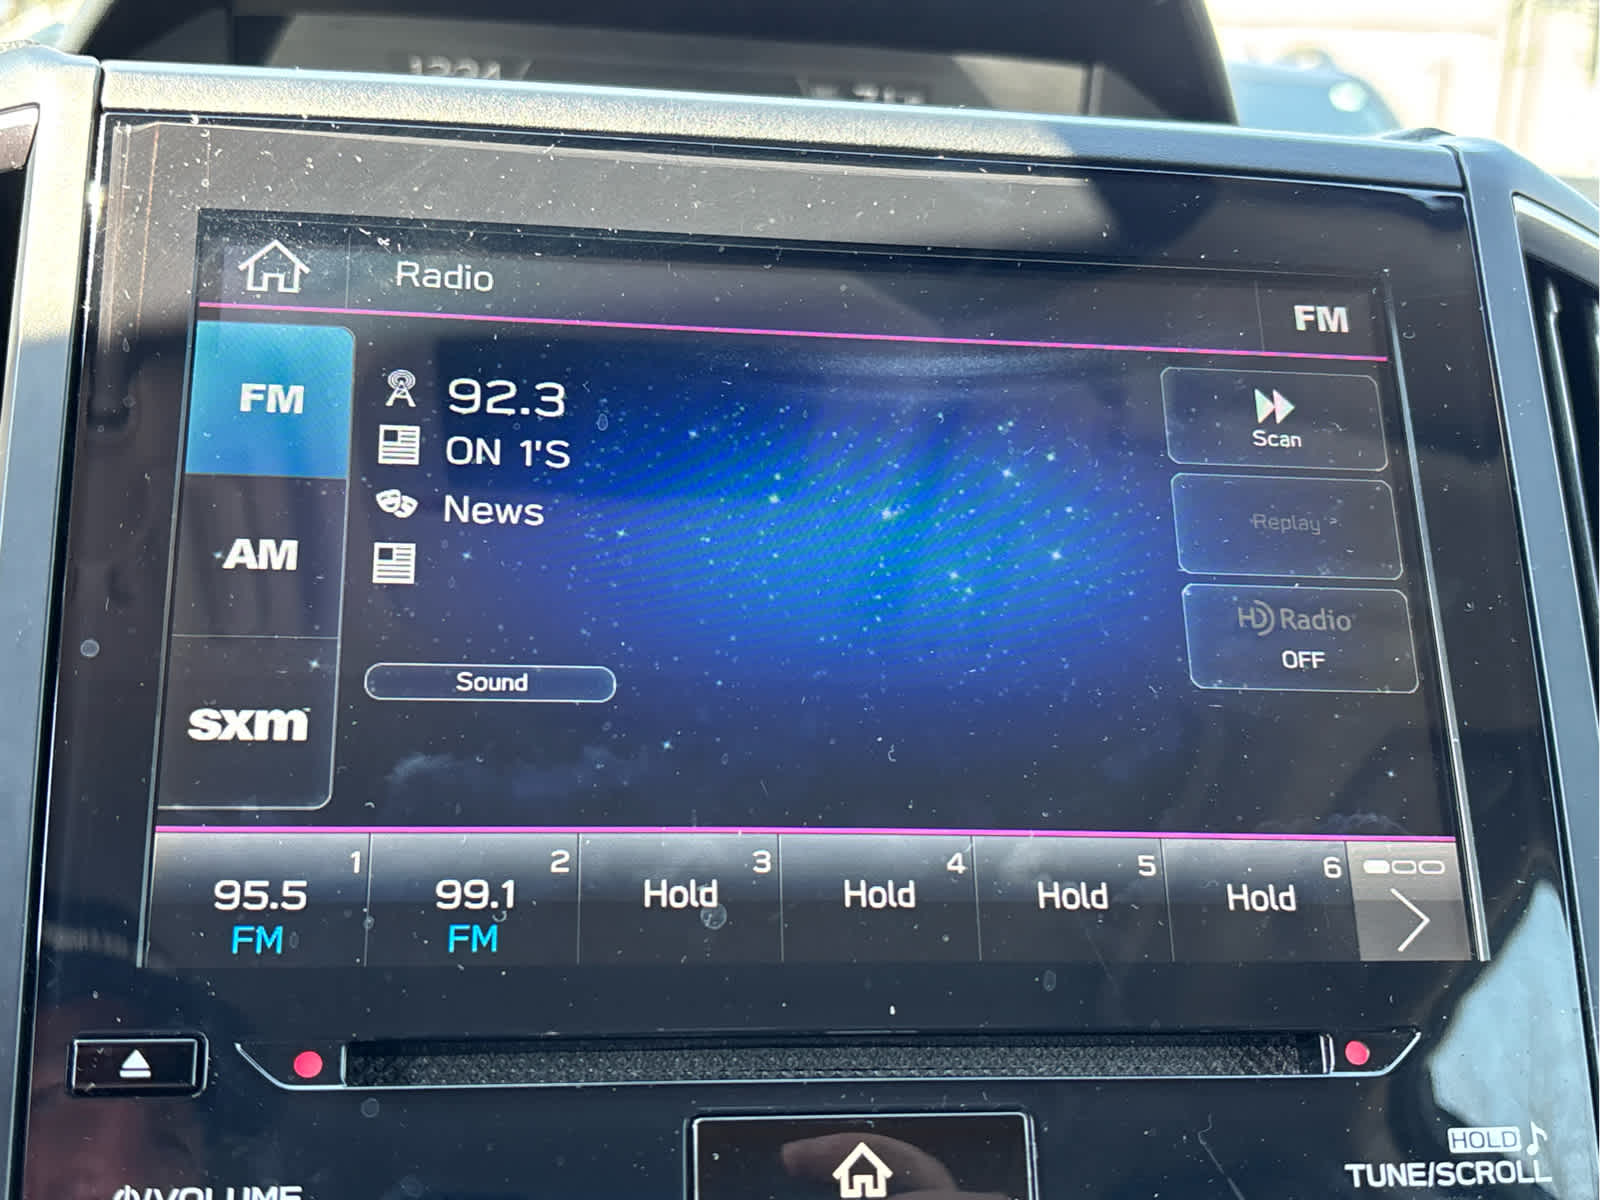 Radio
FM
FM
92.3
ON 1'S
Scan
News
Replay
AM
HD Radio
OFF
Sound
sxm
1
2
3
4
5
6
95.5
99.1
Hold
Hold
Hold
Hold
FM
FM
HOLD
TUNE/SCROLL
VOLUME